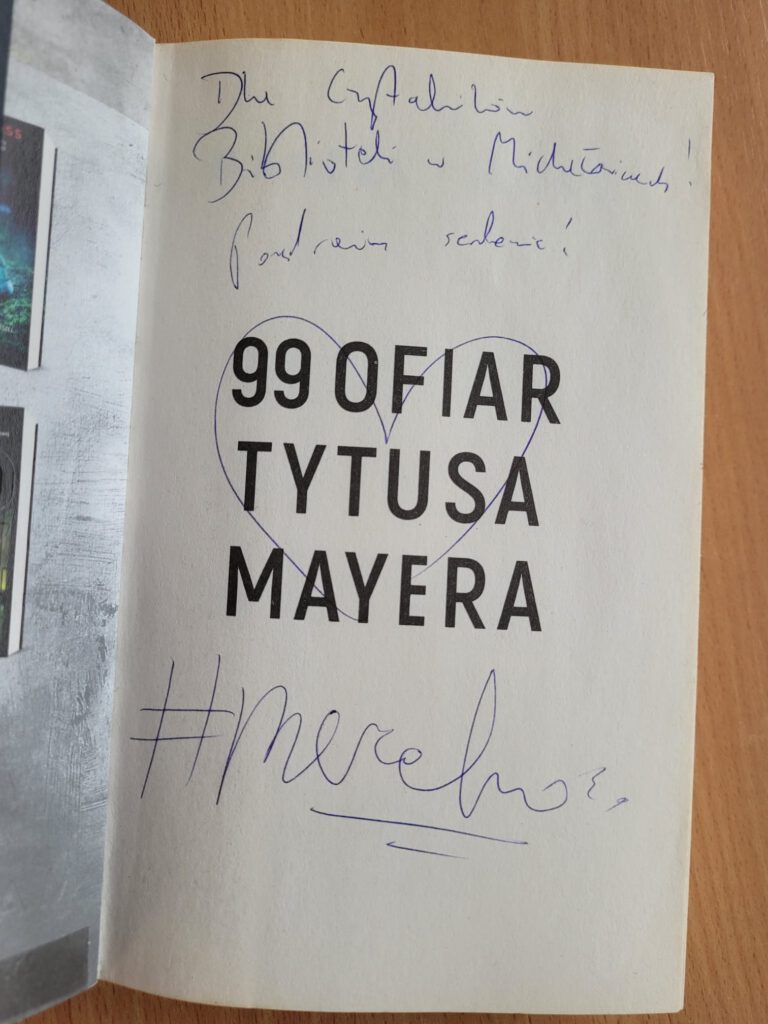 Dla Czytelników
Biblioteki w Michałowicach!
Pozdrawiam serdecznie!
99 OFIAR
TYTUSA
MAYERA